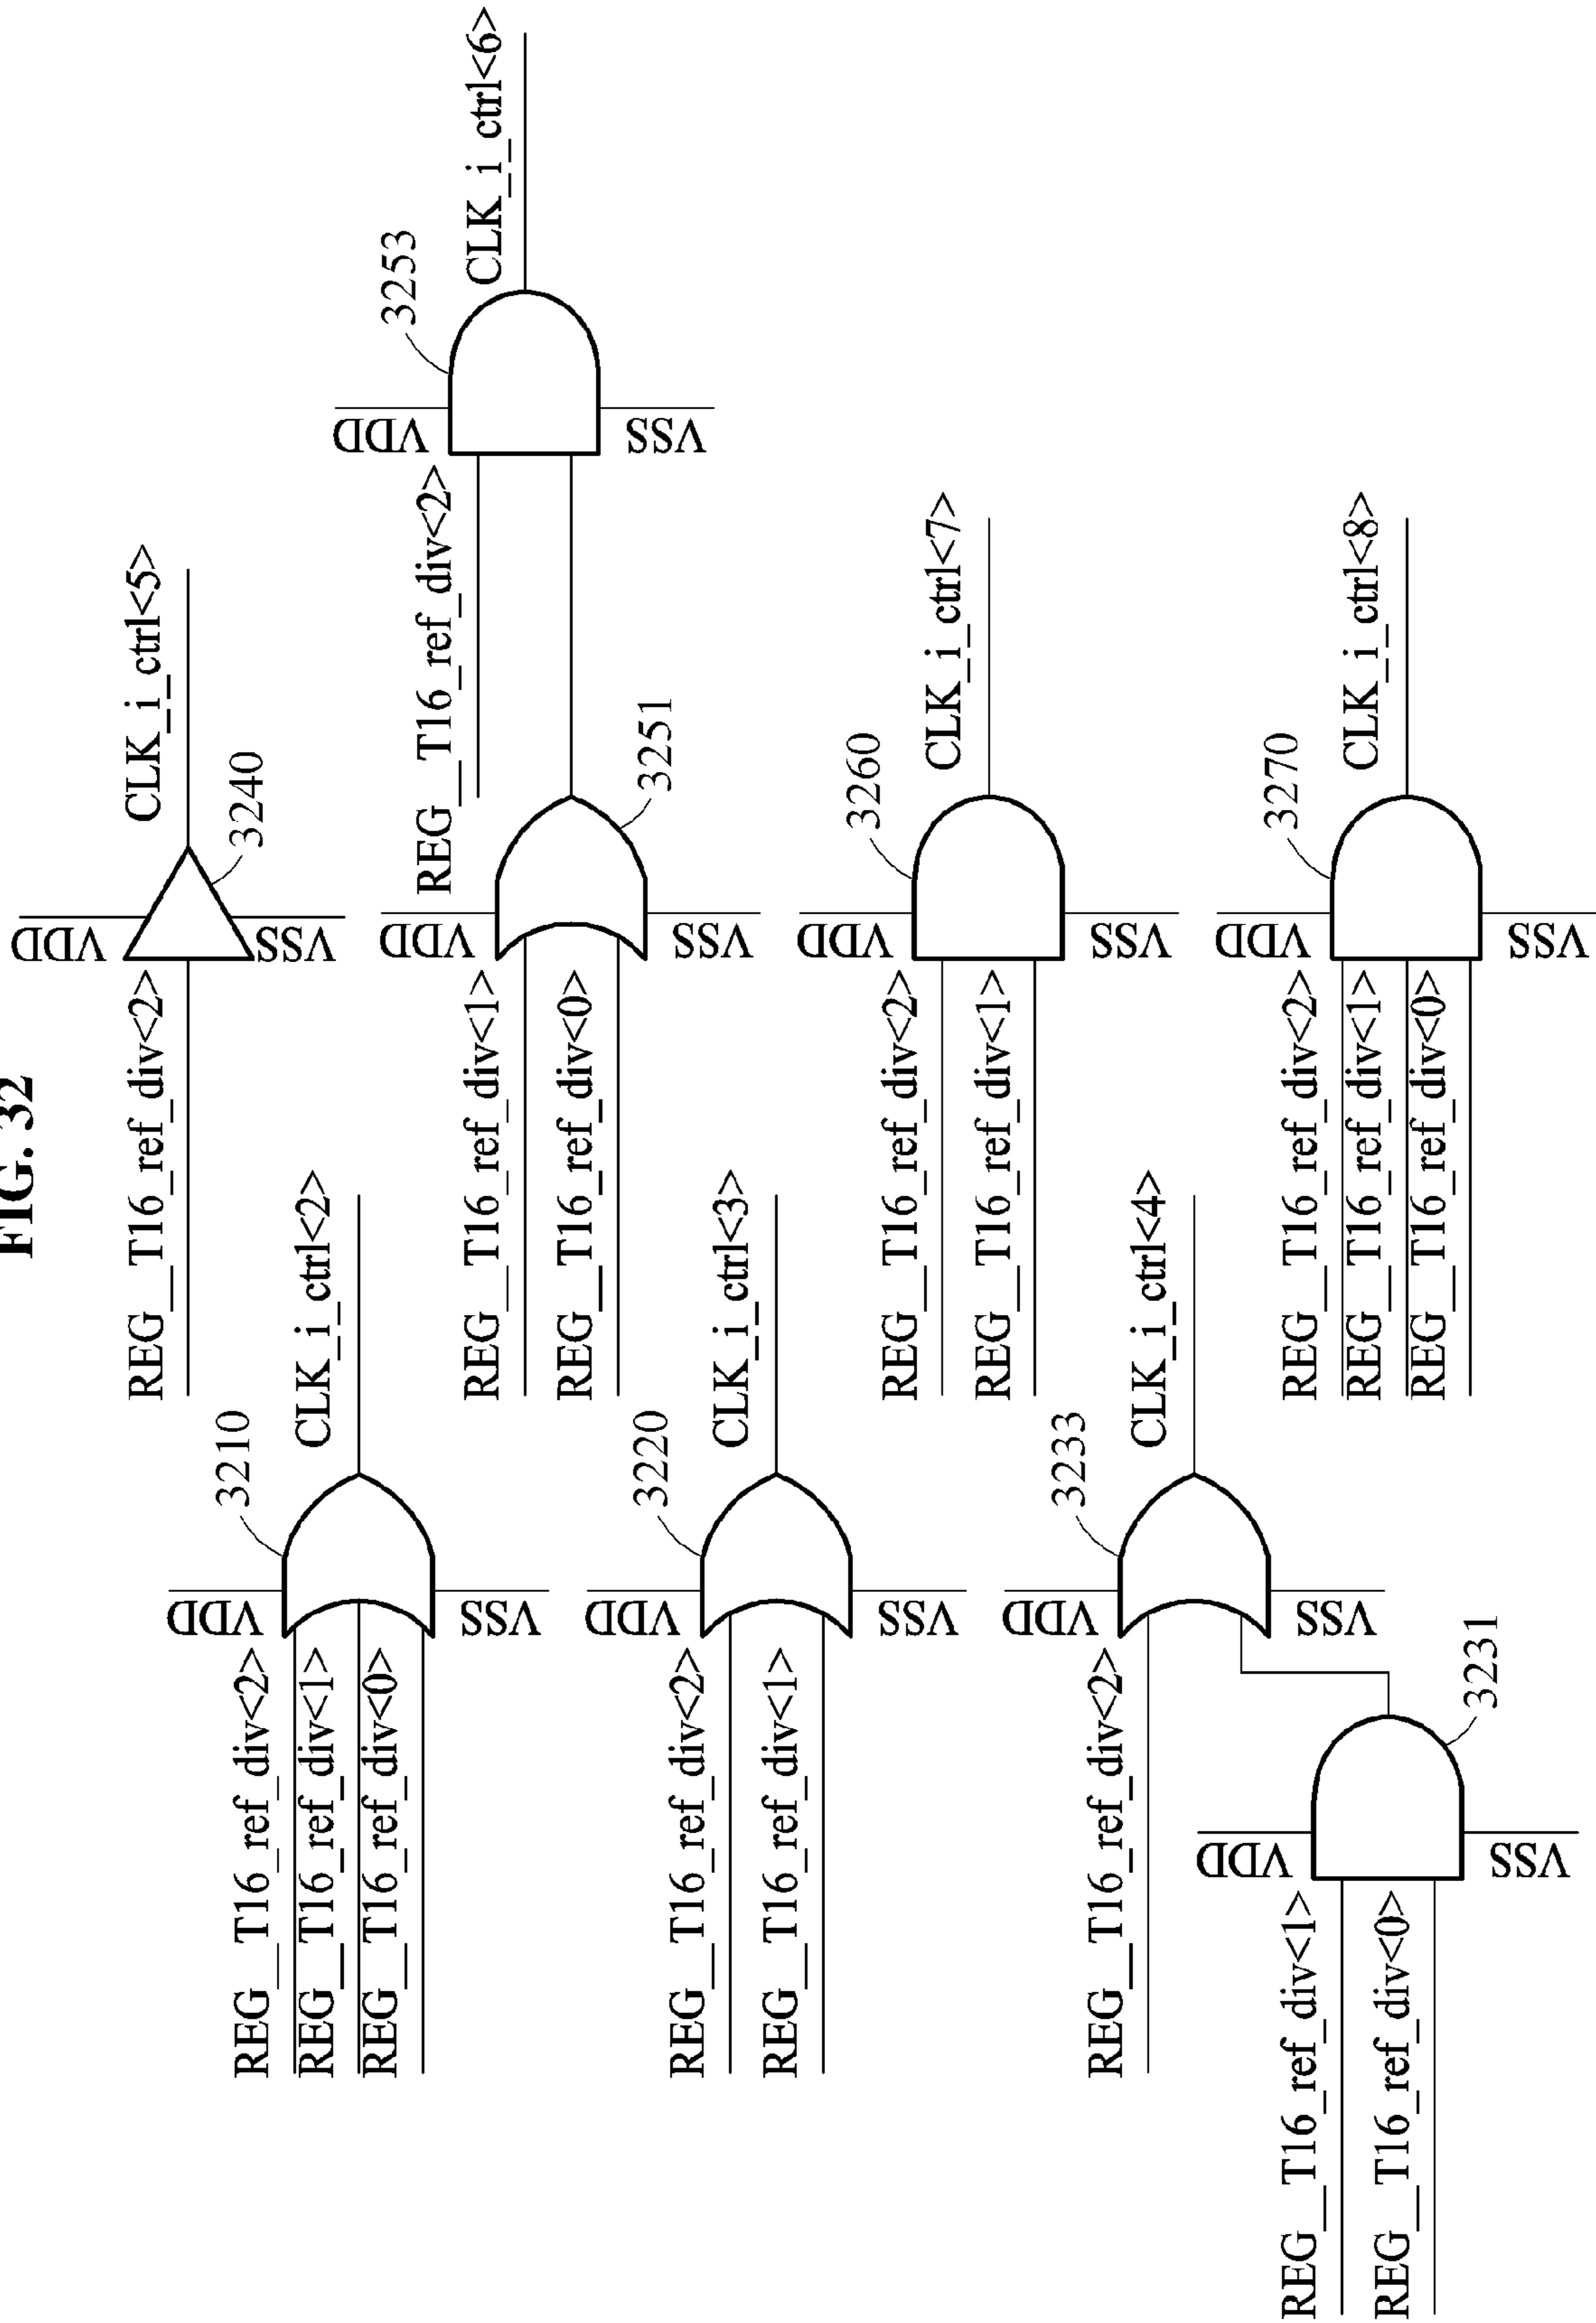 FIG. 32
REG__T16_ref_div<2>
REG__T16_ref_div<1>
REG__T16_ref_div<0>
VDD
VSS
3210
CLK_i_ctrl<2>
REG__T16_ref_div<2>
REG__T16_ref_div<1>
VDD
VSS
3220
CLK_i_ctrl<3>
REG__T16_ref_div<2>
VDD
VSS
3233
CLK_i_ctrl<4>
REG__T16_ref_div<1>
REG__T16_ref_div<0>
VDD
VSS
3231
REG__T16_ref_div<2>
VDD
VSS
3240
CLK_i_ctrl<5>
REG__T16_ref_div<1>
REG__T16_ref_div<0>
VDD
VSS
3251
REG__T16_ref_div<2>
VDD
VSS
3253
CLK_i_ctrl<6>
REG__T16_ref_div<2>
REG__T16_ref_div<1>
VDD
VSS
3260
CLK_i_ctrl<7>
REG__T16_ref_div<2>
REG__T16_ref_div<1>
REG__T16_ref_div<0>
VDD
VSS
3270
CLK_i_ctrl<8>